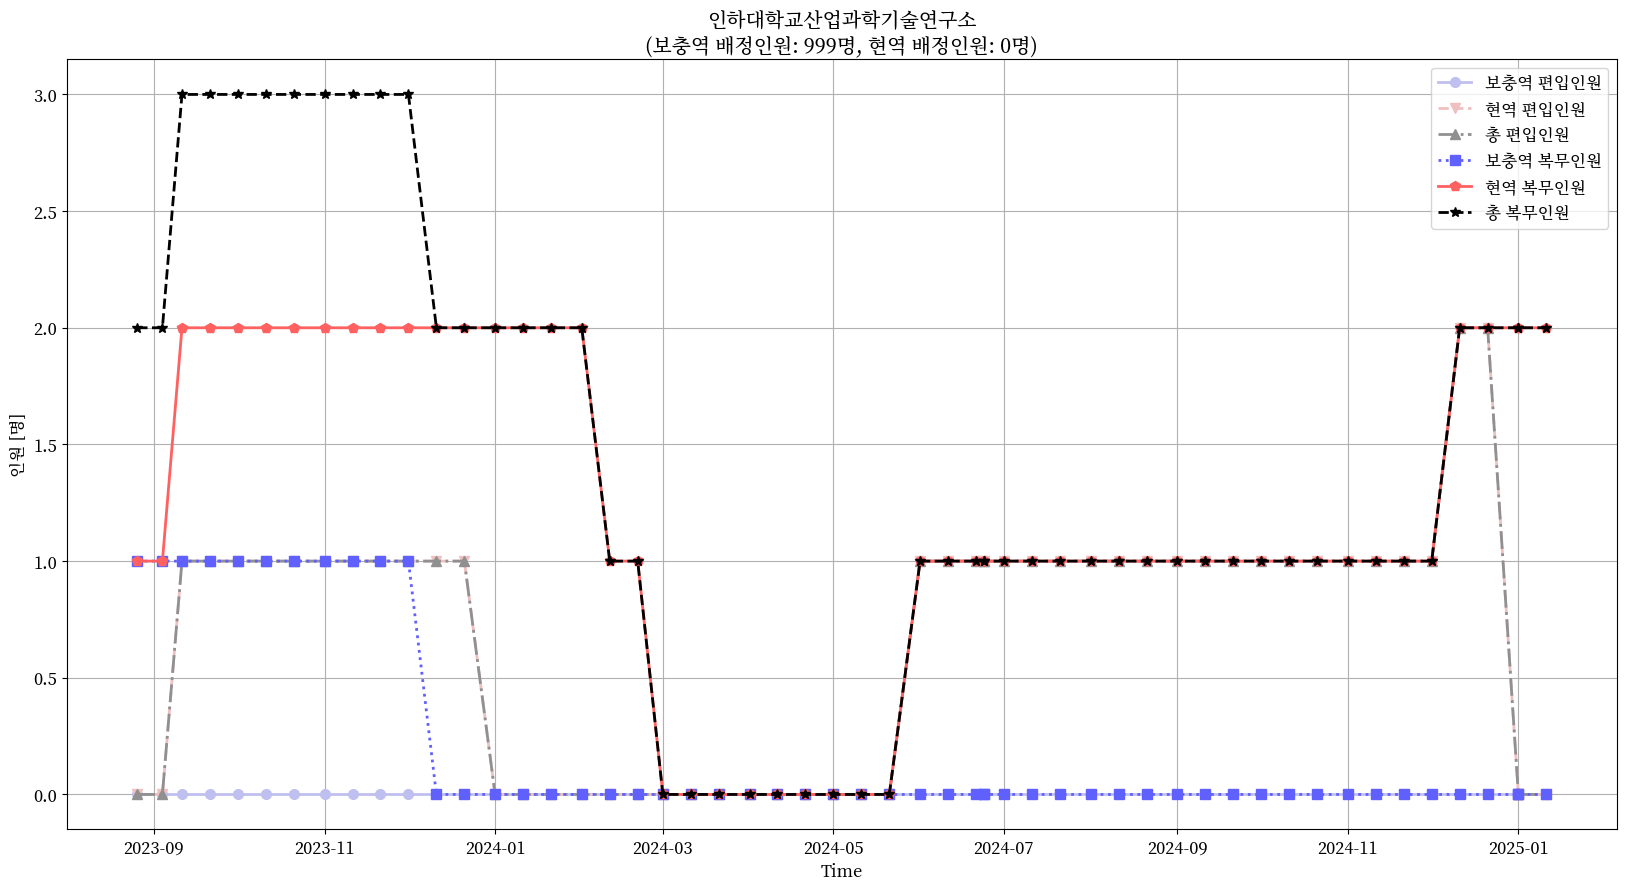 인하대학교산업과학기술연구소
(보충역 배정인원: 999명, 현역 배정인원: 0명)
보충역 편입인원
현역 편입인원
총 편입인원
보충역 복무인원
현역 복무인원
총 복무인원
인원 [명]
3.0
2.5
2.0
1.5
1.0
0.5
0.0
2023-09
2023-11
2024-01
2024-03
2024-05
2024-07
2024-09
2024-11
2025-01
Time